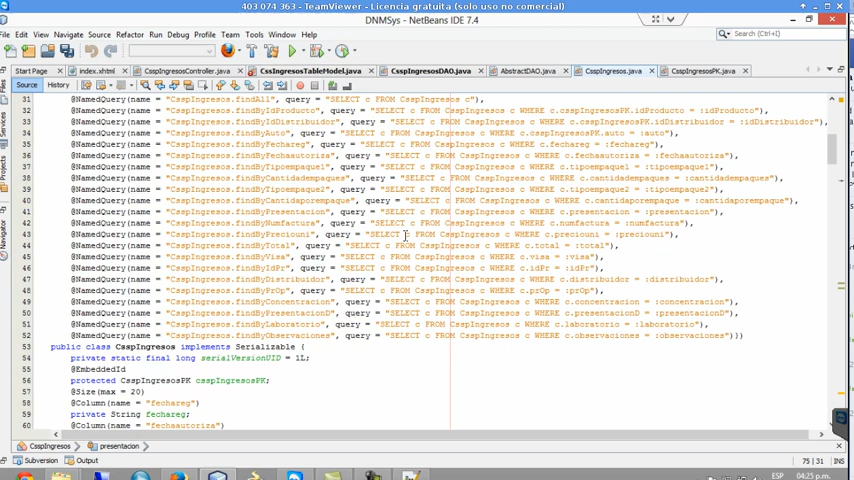 403 074 363 - TeamViewer - Licencia gratuita (solo uso no comercial)
DNMSys - NetBeans IDE 7.4
File Edit View Navigate Source Refactor Run Debug Profile Team Tools Window Help
Search (Ctrl+I)
Start Page index.xhtml CsspIngresosController.java CsspIngresosTableModel.java CsspIngresosDAO.java AbstractDAO.java CsspIngresos.java CsspIngresosPK.java
Source History
31 @NamedQuery(name = "CsspIngresos.findAll", query = "SELECT c FROM CsspIngresos c"),
32 @NamedQuery(name = "CsspIngresos.findByIdProducto", query = "SELECT c FROM CsspIngresos c WHERE c.csspIngresosPK.idProducto = :idProducto"),
33 @NamedQuery(name = "CsspIngresos.findByIdDistribuidor", query = "SELECT c FROM CsspIngresos c WHERE c.csspIngresosPK.idDistribuidor = :idDistribuidor"),
34 @NamedQuery(name = "CsspIngresos.findByAuto", query = "SELECT c FROM CsspIngresos c WHERE c.csspIngresosPK.auto = :auto"),
35 @NamedQuery(name = "CsspIngresos.findByFechareg", query = "SELECT c FROM CsspIngresos c WHERE c.fechareg = :fechareg"),
36 @NamedQuery(name = "CsspIngresos.findByFechaautoriza", query = "SELECT c FROM CsspIngresos c WHERE c.fechaautoriza = :fechaautoriza"),
37 @NamedQuery(name = "CsspIngresos.findByTipoempaque1", query = "SELECT c FROM CsspIngresos c WHERE c.tipoempaque1 = :tipoempaque1"),
38 @NamedQuery(name = "CsspIngresos.findByCantidadempaques", query = "SELECT c FROM CsspIngresos c WHERE c.cantidadempaques = :cantidadempaques"),
39 @NamedQuery(name = "CsspIngresos.findByTipoempaque2", query = "SELECT c FROM CsspIngresos c WHERE c.tipoempaque2 = :tipoempaque2"),
40 @NamedQuery(name = "CsspIngresos.findByCantidaporempaque", query = "SELECT c FROM CsspIngresos c WHERE c.cantidaporempaque = :cantidaporempaque"),
41 @NamedQuery(name = "CsspIngresos.findByPresentacion", query = "SELECT c FROM CsspIngresos c WHERE c.presentacion = :presentacion"),
42 @NamedQuery(name = "CsspIngresos.findByNumfactura", query = "SELECT c FROM CsspIngresos c WHERE c.numfactura = :numfactura"),
43 @NamedQuery(name = "CsspIngresos.findByPreciouni", query = "SELECT c FROM CsspIngresos c WHERE c.preciouni = :preciouni"),
44 @NamedQuery(name = "CsspIngresos.findByTotal", query = "SELECT c FROM CsspIngresos c WHERE c.total = :total"),
45 @NamedQuery(name = "CsspIngresos.findByVisa", query = "SELECT c FROM CsspIngresos c WHERE c.visa = :visa"),
46 @NamedQuery(name = "CsspIngresos.findByIdPr", query = "SELECT c FROM CsspIngresos c WHERE c.idPr = :idPr"),
47 @NamedQuery(name = "CsspIngresos.findByDistribuidor", query = "SELECT c FROM CsspIngresos c WHERE c.distribuidor = :distribuidor"),
48 @NamedQuery(name = "CsspIngresos.findByPrOp", query = "SELECT c FROM CsspIngresos c WHERE c.prOp = :prOp"),
49 @NamedQuery(name = "CsspIngresos.findByConcentracion", query = "SELECT c FROM CsspIngresos c WHERE c.concentracion = :concentracion"),
50 @NamedQuery(name = "CsspIngresos.findByPresentacionD", query = "SELECT c FROM CsspIngresos c WHERE c.presentacionD = :presentacionD"),
51 @NamedQuery(name = "CsspIngresos.findByLaboratorio", query = "SELECT c FROM CsspIngresos c WHERE c.laboratorio = :laboratorio"),
52 @NamedQuery(name = "CsspIngresos.findByObservaciones", query = "SELECT c FROM CsspIngresos c WHERE c.observaciones = :observaciones")})
53 public class CsspIngresos implements Serializable {
54 private static final long serialVersionUID = 1L;
55 @EmbeddedId
56 protected CsspIngresosPK csspIngresosPK;
57 @Size(max = 20)
58 @Column(name = "fechareg")
59 private String fechareg;
60 @Column(name = "fechaautoriza")
Files
Services
Projects
Navigator
CsspIngresos presentacion
Subversion Output
75 | 31 INS
ESP 04:25 p.m.